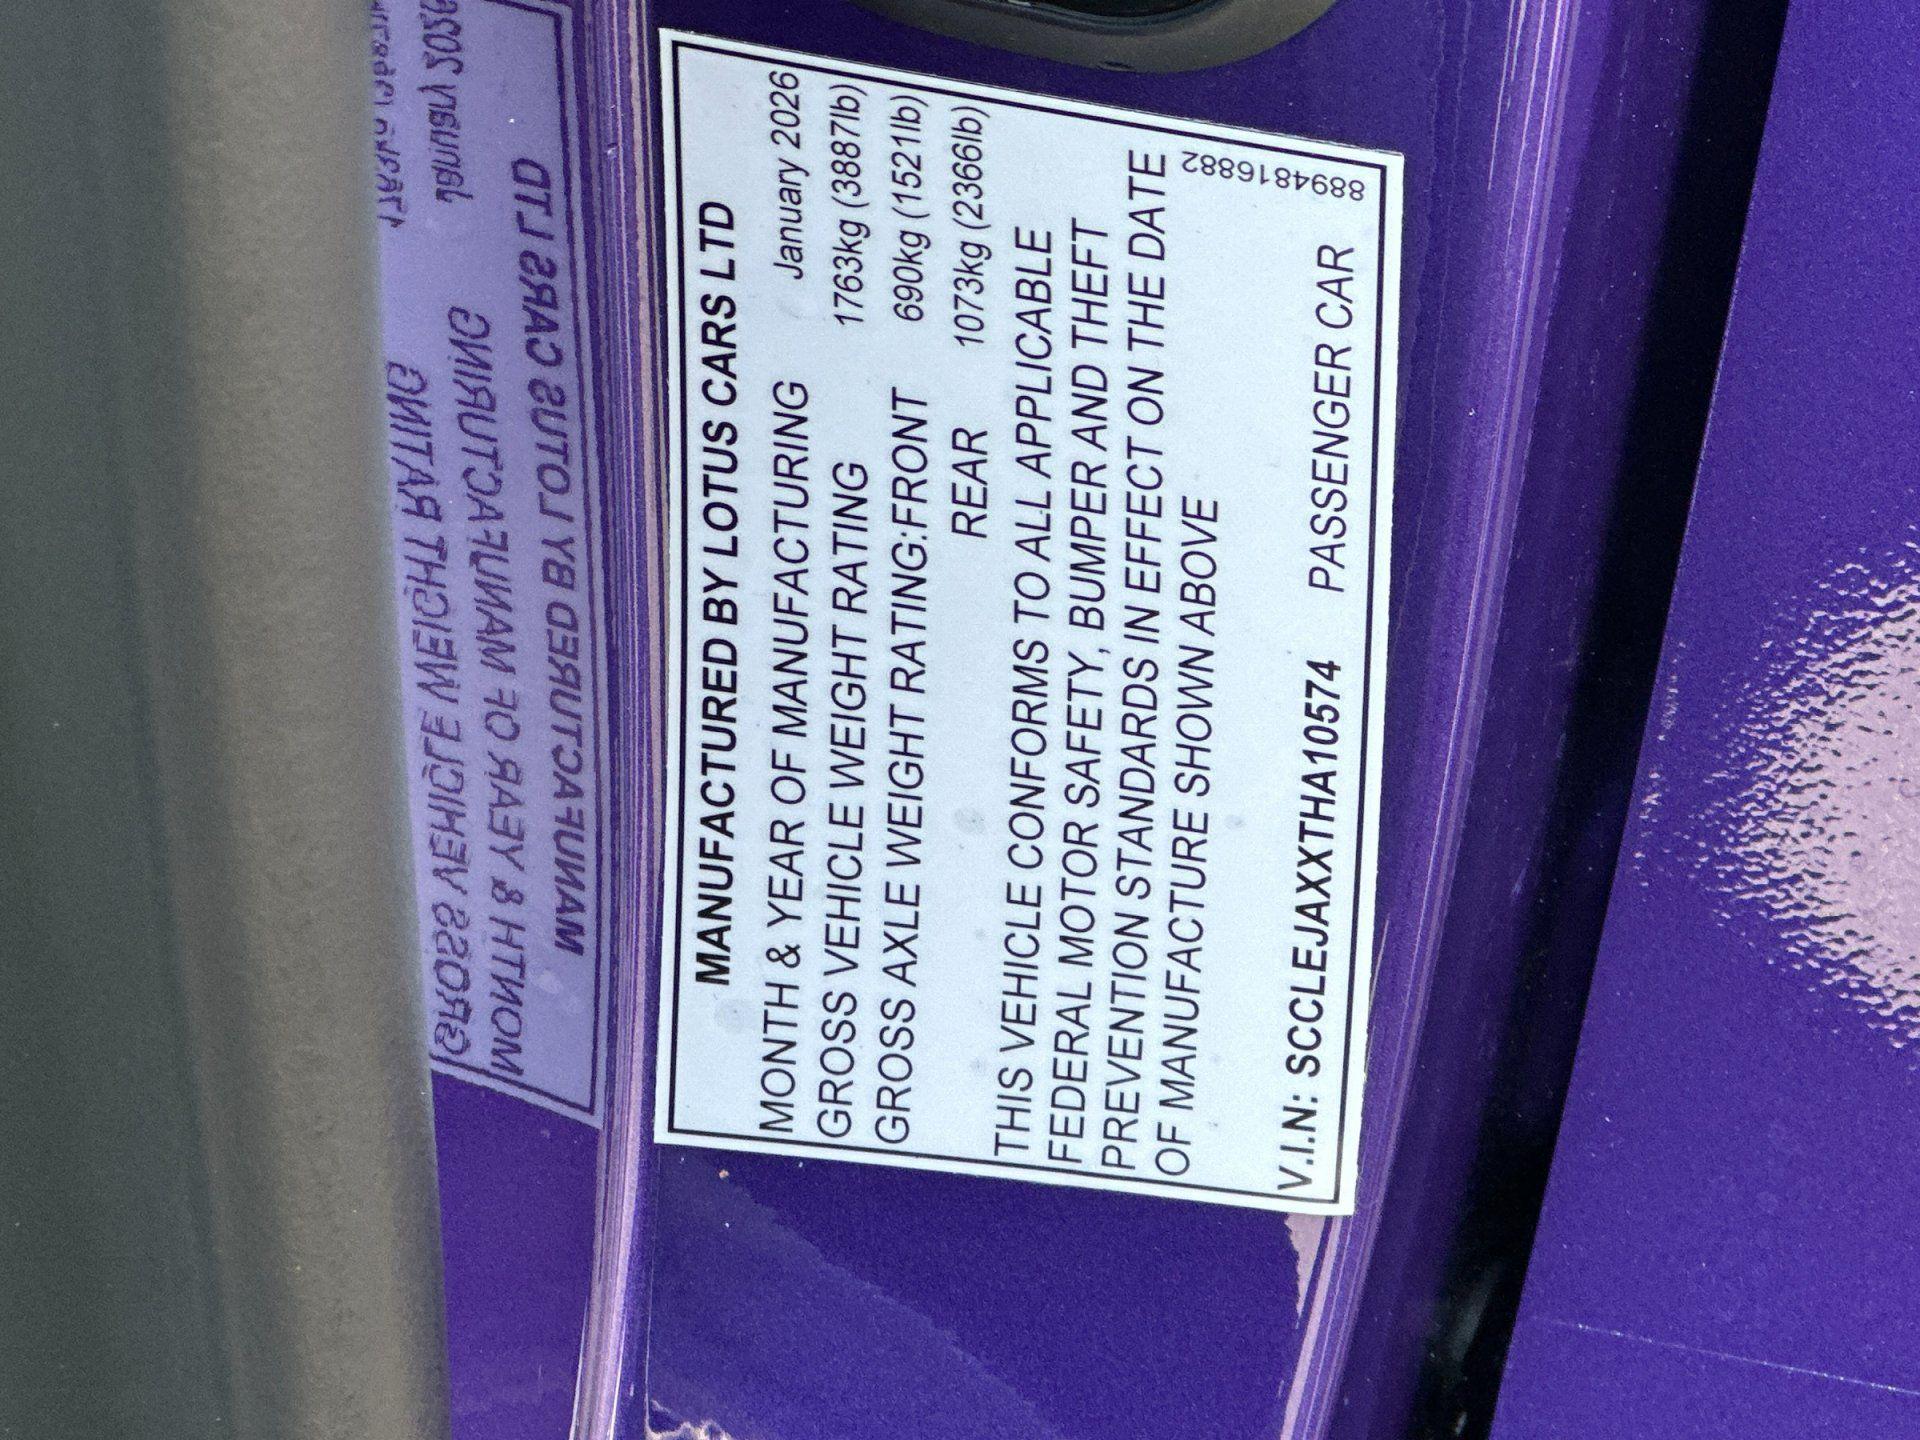 MANUFACTURED BY LOTUS CARS LTD
MONTH & YEAR OF MANUFACTURING January 2026
GROSS VEHICLE WEIGHT RATING 1763kg (3887lb)
GROSS AXLE WEIGHT RATING:FRONT 690kg (1521lb)
REAR 1073kg (2366lb)
THIS VEHICLE CONFORMS TO ALL APPLICABLE
FEDERAL MOTOR SAFETY, BUMPER AND THEFT
PREVENTION STANDARDS IN EFFECT ON THE DATE
OF MANUFACTURE SHOWN ABOVE
V.I.N: SCCLEJAXXTHA10574 PASSENGER CAR
8894816882